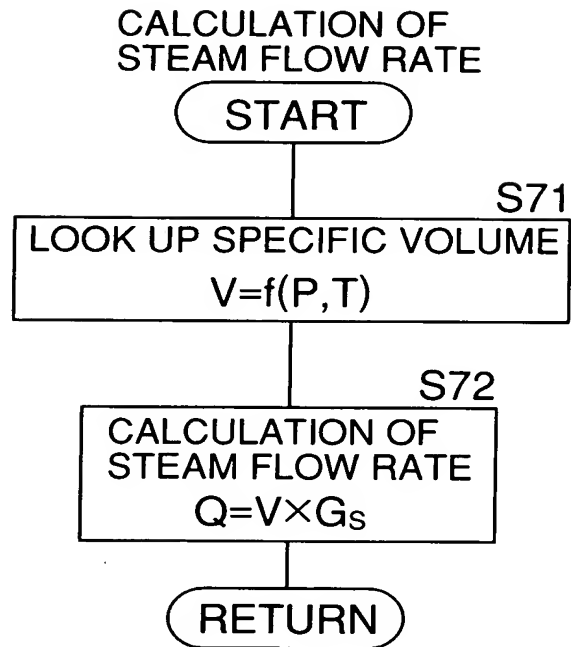 CALCULATION OF
STEAM FLOW RATE
START
S71
LOOK UP SPECIFIC VOLUME
V=f(P,T)
S72
CALCULATION OF
STEAM FLOW RATE
Q=V×Gs
RETURN